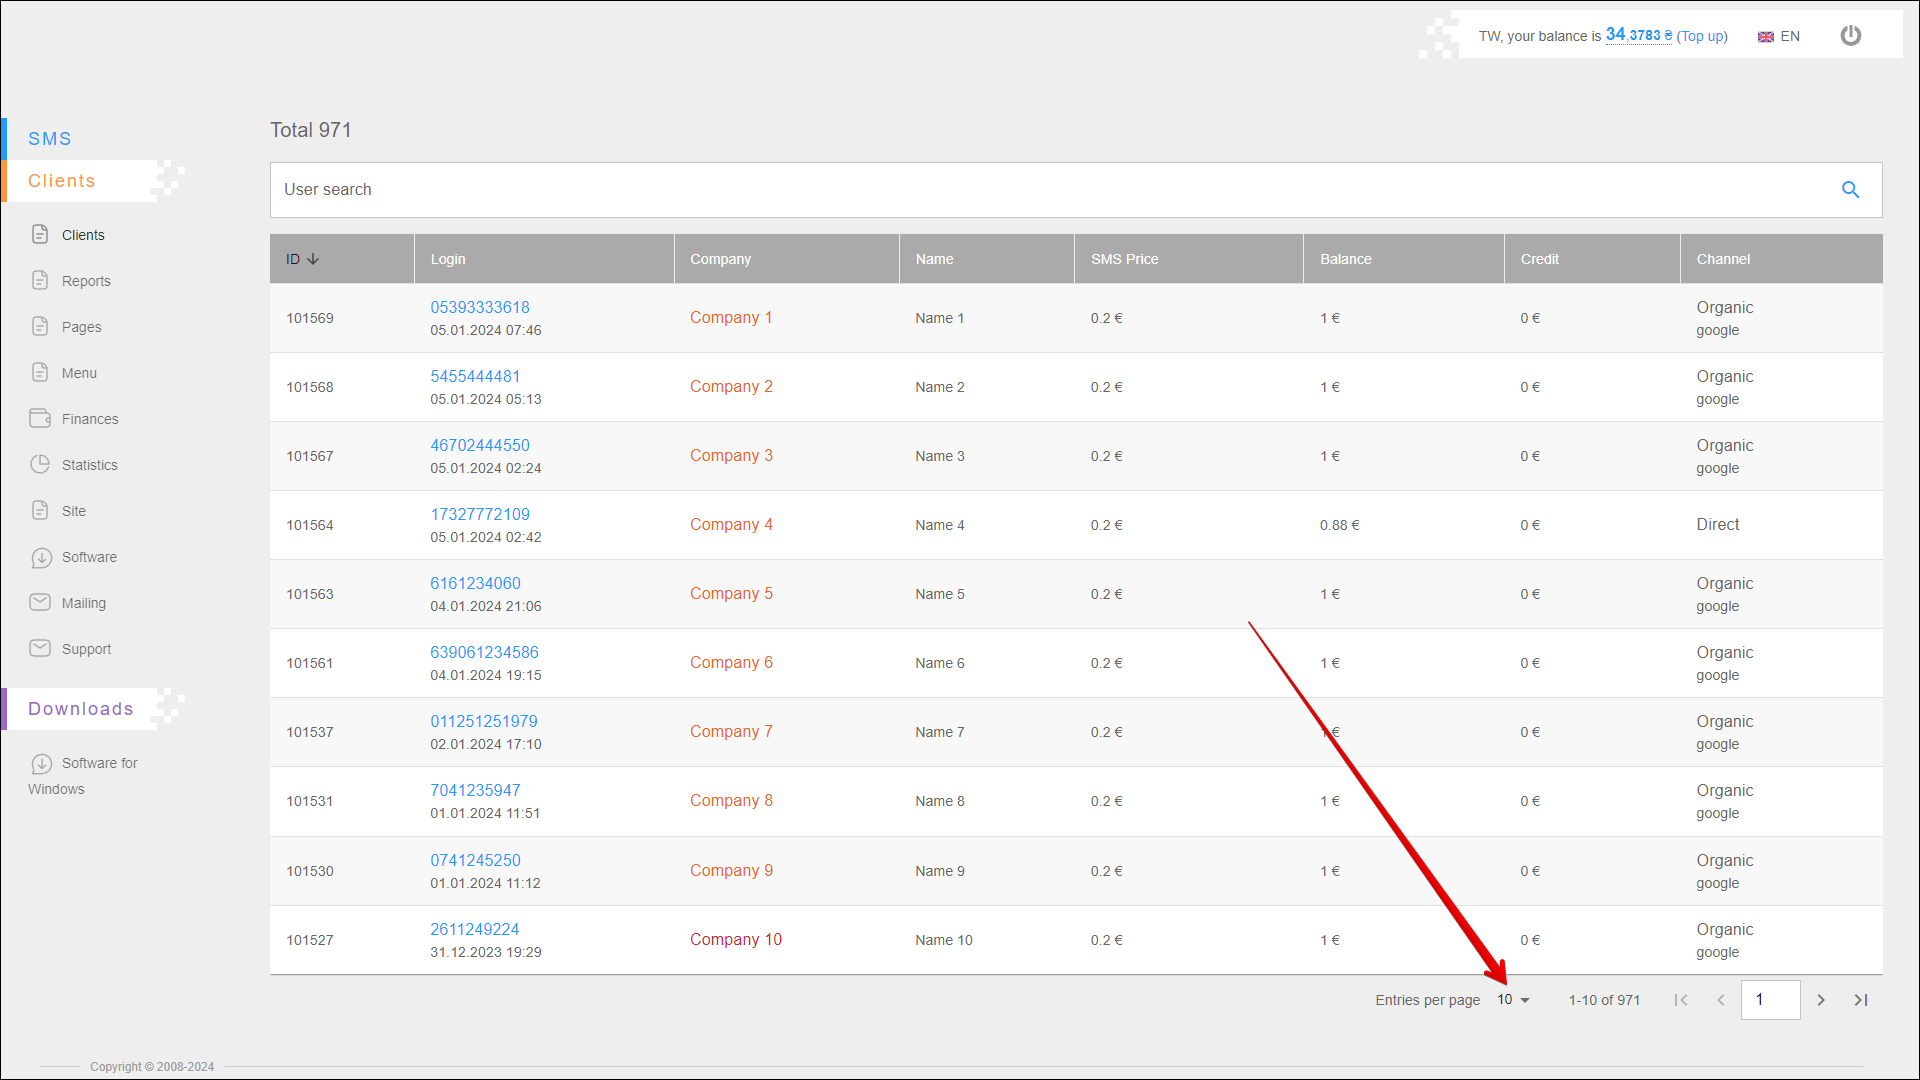 TW, your balance is 34,3783 ₴ (Top up) EN
SMS
Clients
Clients
Reports
Pages
Menu
Finances
Statistics
Site
Software
Mailing
Support
Downloads
Software for
Windows
Total 971
User search
ID Login Company Name SMS Price Balance Credit Channel
101569 05393333618 05.01.2024 07:46 Company 1 Name 1 0.2 € 1 € 0 € Organic google
101568 5455444481 05.01.2024 05:13 Company 2 Name 2 0.2 € 1 € 0 € Organic google
101567 46702444550 05.01.2024 02:24 Company 3 Name 3 0.2 € 1 € 0 € Organic google
101564 17327772109 05.01.2024 02:42 Company 4 Name 4 0.2 € 0.88 € 0 € Direct
101563 6161234060 04.01.2024 21:06 Company 5 Name 5 0.2 € 1 € 0 € Organic google
101561 639061234586 04.01.2024 19:15 Company 6 Name 6 0.2 € 1 € 0 € Organic google
101537 011251251979 02.01.2024 17:10 Company 7 Name 7 0.2 € 1 € 0 € Organic google
101531 7041235947 01.01.2024 11:51 Company 8 Name 8 0.2 € 1 € 0 € Organic google
101530 0741245250 01.01.2024 11:12 Company 9 Name 9 0.2 € 1 € 0 € Organic google
101527 2611249224 31.12.2023 19:29 Company 10 Name 10 0.2 € 1 € 0 € Organic google
Entries per page 10 1-10 of 971 1
Copyright © 2008-2024